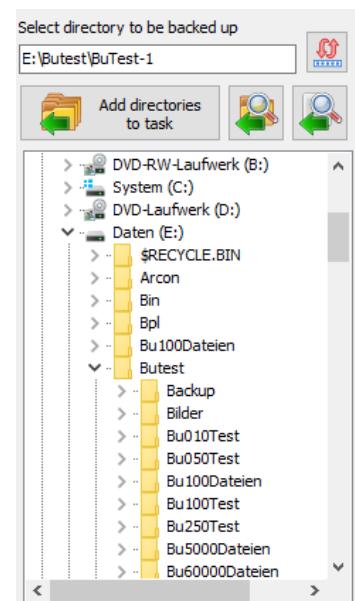 Select directory to be backed up
E:\Butest\BuTest-1
Add directories
to task
DVD-RW-Laufwerk (B:)
System (C:)
DVD-Laufwerk (D:)
Daten (E:)
$RECYCLE.BIN
Arcon
Bin
Bpl
Bu100Dateien
Butest
Backup
Bilder
Bu010Test
Bu050Test
Bu100Dateien
Bu100Test
Bu250Test
Bu5000Dateien
Bu60000Dateien